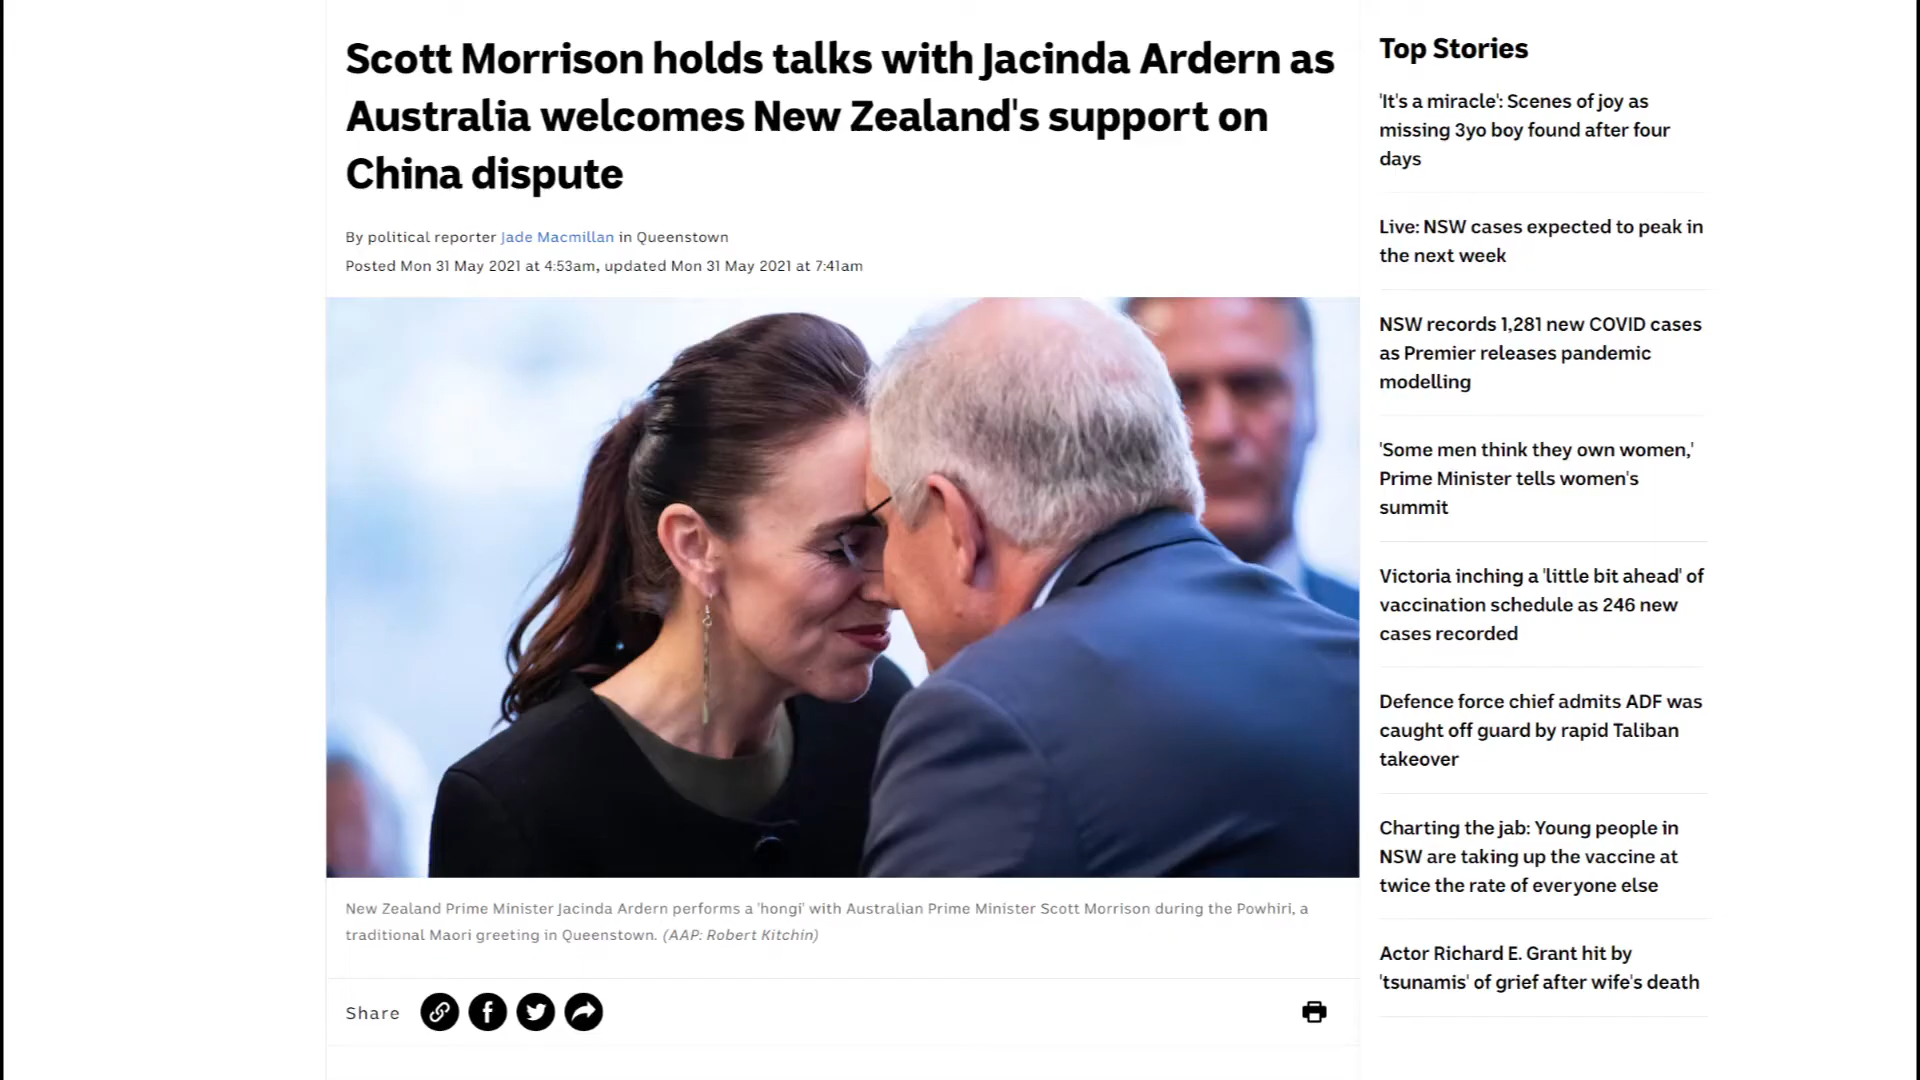 Scott Morrison holds talks with Jacinda Ardern as
Australia welcomes New Zealand's support on
China dispute
By political reporter Jade Macmillan in Queenstown
Posted Mon 31 May 2021 at 4:53am, updated Mon 31 May 2021 at 7:41am
New Zealand Prime Minister Jacinda Ardern performs a 'hongi' with Australian Prime Minister Scott Morrison during the Powhiri, a
traditional Maori greeting in Queenstown. (AAP: Robert Kitchin)
Share
Top Stories
'It's a miracle': Scenes of joy as
missing 3yo boy found after four
days
Live: NSW cases expected to peak in
the next week
NSW records 1,281 new COVID cases
as Premier releases pandemic
modelling
'Some men think they own women,'
Prime Minister tells women's
summit
Victoria inching a 'little bit ahead' of
vaccination schedule as 246 new
cases recorded
Defence force chief admits ADF was
caught off guard by rapid Taliban
takeover
Charting the jab: Young people in
NSW are taking up the vaccine at
twice the rate of everyone else
Actor Richard E. Grant hit by
'tsunamis' of grief after wife's death